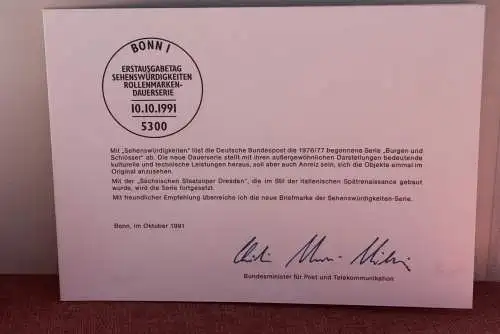 BONN 1
ERSTAUSGABETAG
SEHENSWÜRDIGKEITEN
ROLLENMARKEN-
DAUERSERIE
10.10.1991
5300
Mit „Sehenswürdigkeiten" löst die Deutsche Bundespost die 1976/77 begonnene Serie „Burgen und
Schlösser" ab. Die neue Dauerserie stellt mit ihren außergewöhnlichen Darstellungen bedeutende
kulturelle und technische Leistungen heraus, soll aber auch Anreiz sein, sich die Objekte einmal im
Original anzusehen.
Mit der „Sächsischen Staatsoper Dresden", die im Stil der italienischen Spätrenaissance gebaut
wurde, wird die Serie fortgesetzt.
Mit freundlicher Empfehlung überreiche ich die neue Briefmarke der Sehenswürdigkeiten-Serie.
Bonn, im Oktober 1991
Bundesminister für Post und Telekommunikation